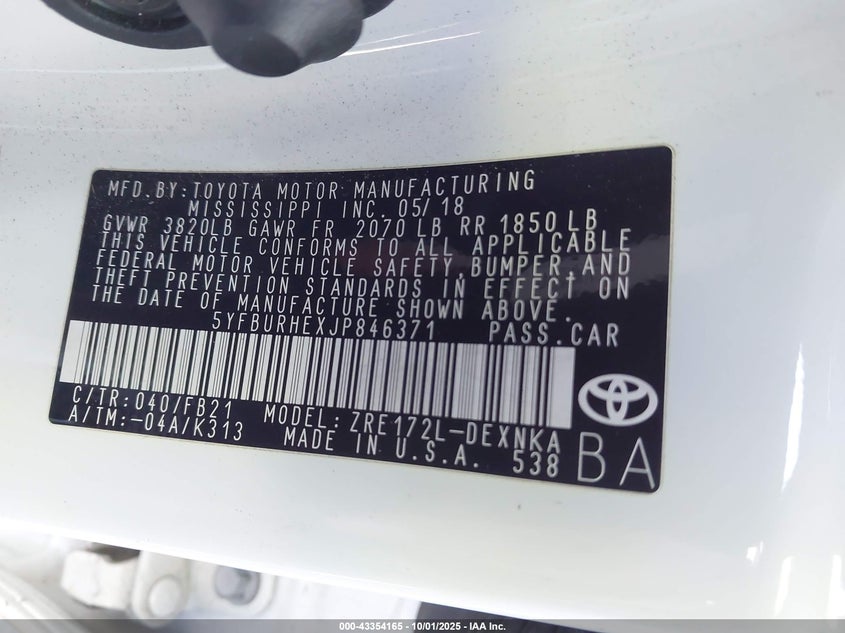 MFD.BY:TOYOTA MOTOR MANUFACTURING
MISSISSIPPI INC. 05/18
GVWR 3820LB GAWR FR 2070 LB RR 1850 LB
THIS VEHICLE CONFORMS TO ALL APPLICABLE
FEDERAL MOTOR VEHICLE SAFETY, BUMPER, AND
THEFT PREVENTION STANDARDS IN EFFECT ON
THE DATE OF MANUFACTURE SHOWN ABOVE.
5YFBURHEXJP846371 PASS.CAR
C/TR:040/FB21 MODEL:ZRE172L-DEXNKA
A/TM:-04A/K313 MADE IN U.S.A. 538
BA
000-43354165 - 10/01/2025 - IAA Inc.